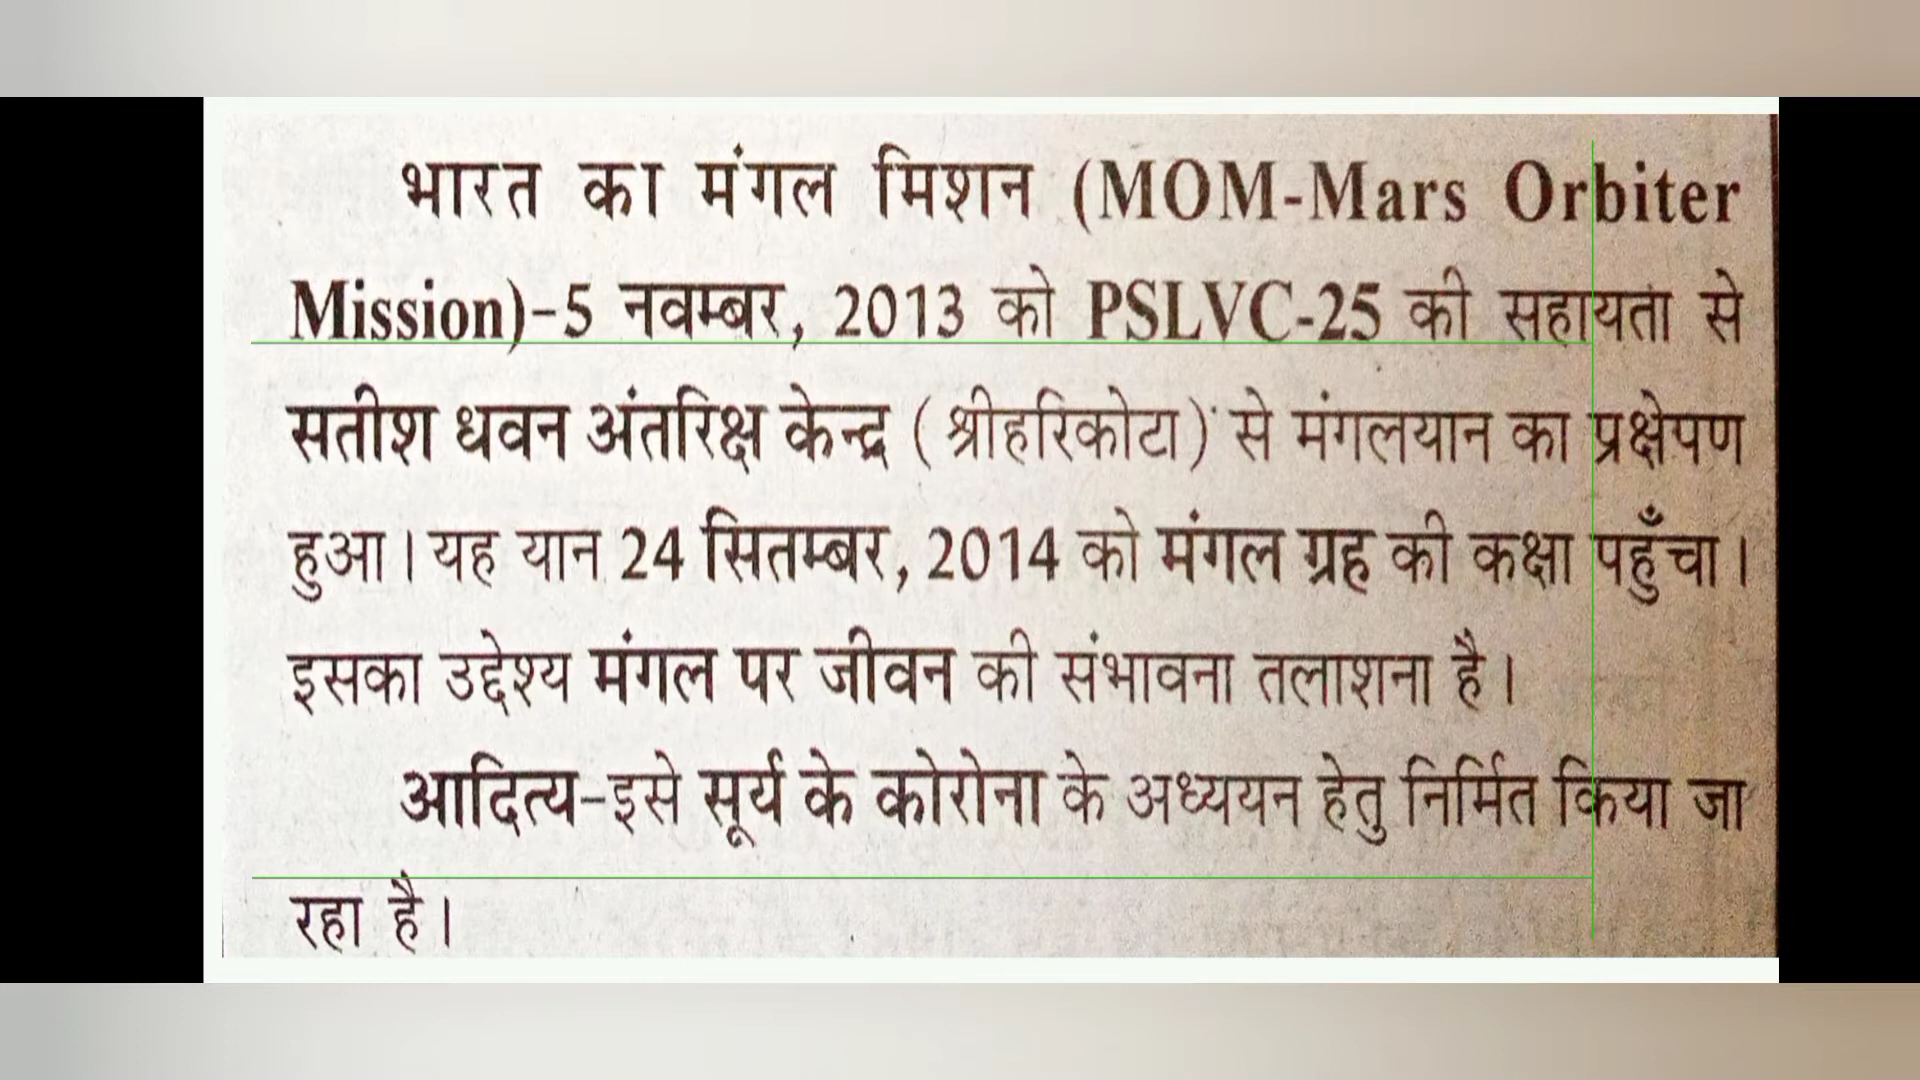 भारत का मंगल मिशन (MOM-Mars Orbiter
Mission)-5 नवम्बर, 2013 को PSLVC-25 की सहायता से
सतीश धवन अंतरिक्ष केन्द्र (श्रीहरिकोटा) से मंगलयान का प्रक्षेपण
हुआ। यह यान 24 सितम्बर, 2014 को मंगल ग्रह की कक्षा पहुँचा।
इसका उद्देश्य मंगल पर जीवन की संभावना तलाशना है।
आदित्य-इसे सूर्य के कोरोना के अध्ययन हेतु निर्मित किया जा
रहा है।